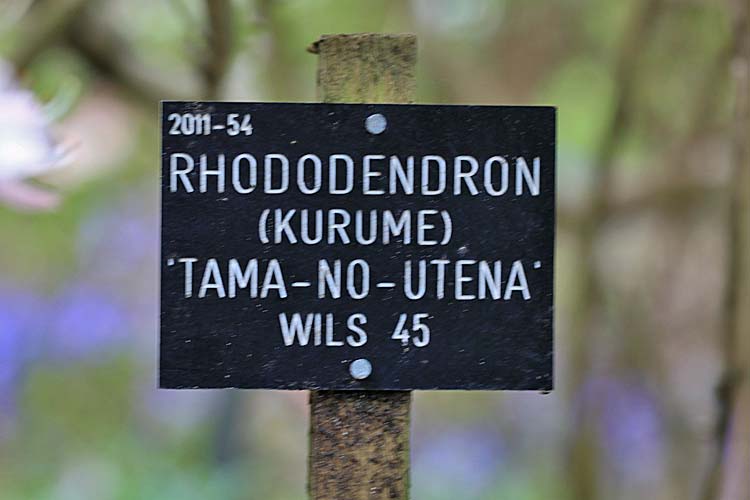 2011-54
RHODODENDRON
(KURUME)
'TAMA-NO-UTENA'
WILS 45